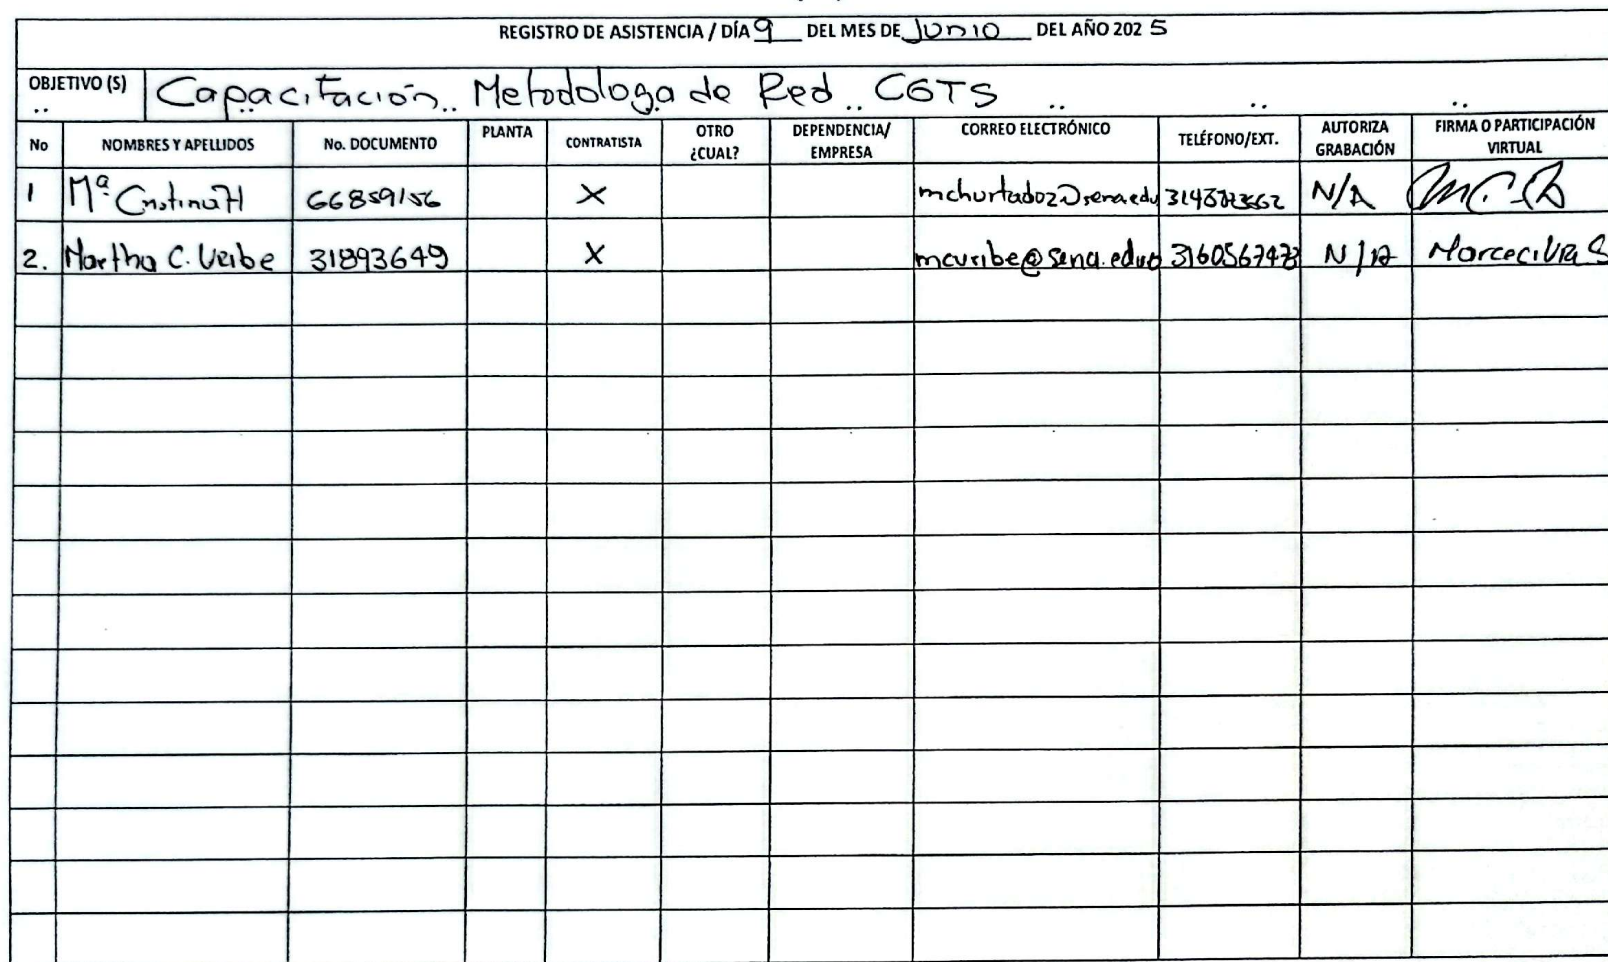 REGISTRO DE ASISTENCIA / DÍA 9 DEL MES DE Junio DEL AÑO 2025
OBJETIVO (S) Capacitación Metodologa de Red CGTS
No NOMBRES Y APELLIDOS No. DOCUMENTO PLANTA CONTRATISTA OTRO ¿CUAL? DEPENDENCIA/ EMPRESA CORREO ELECTRÓNICO TELÉFONO/EXT. AUTORIZA GRABACIÓN FIRMA O PARTICIPACIÓN VIRTUAL
1 Mª Cristina H 66859156 X N/A
2. Martha C. Uribe 31893649 X mcuribe@sena.edu N/A